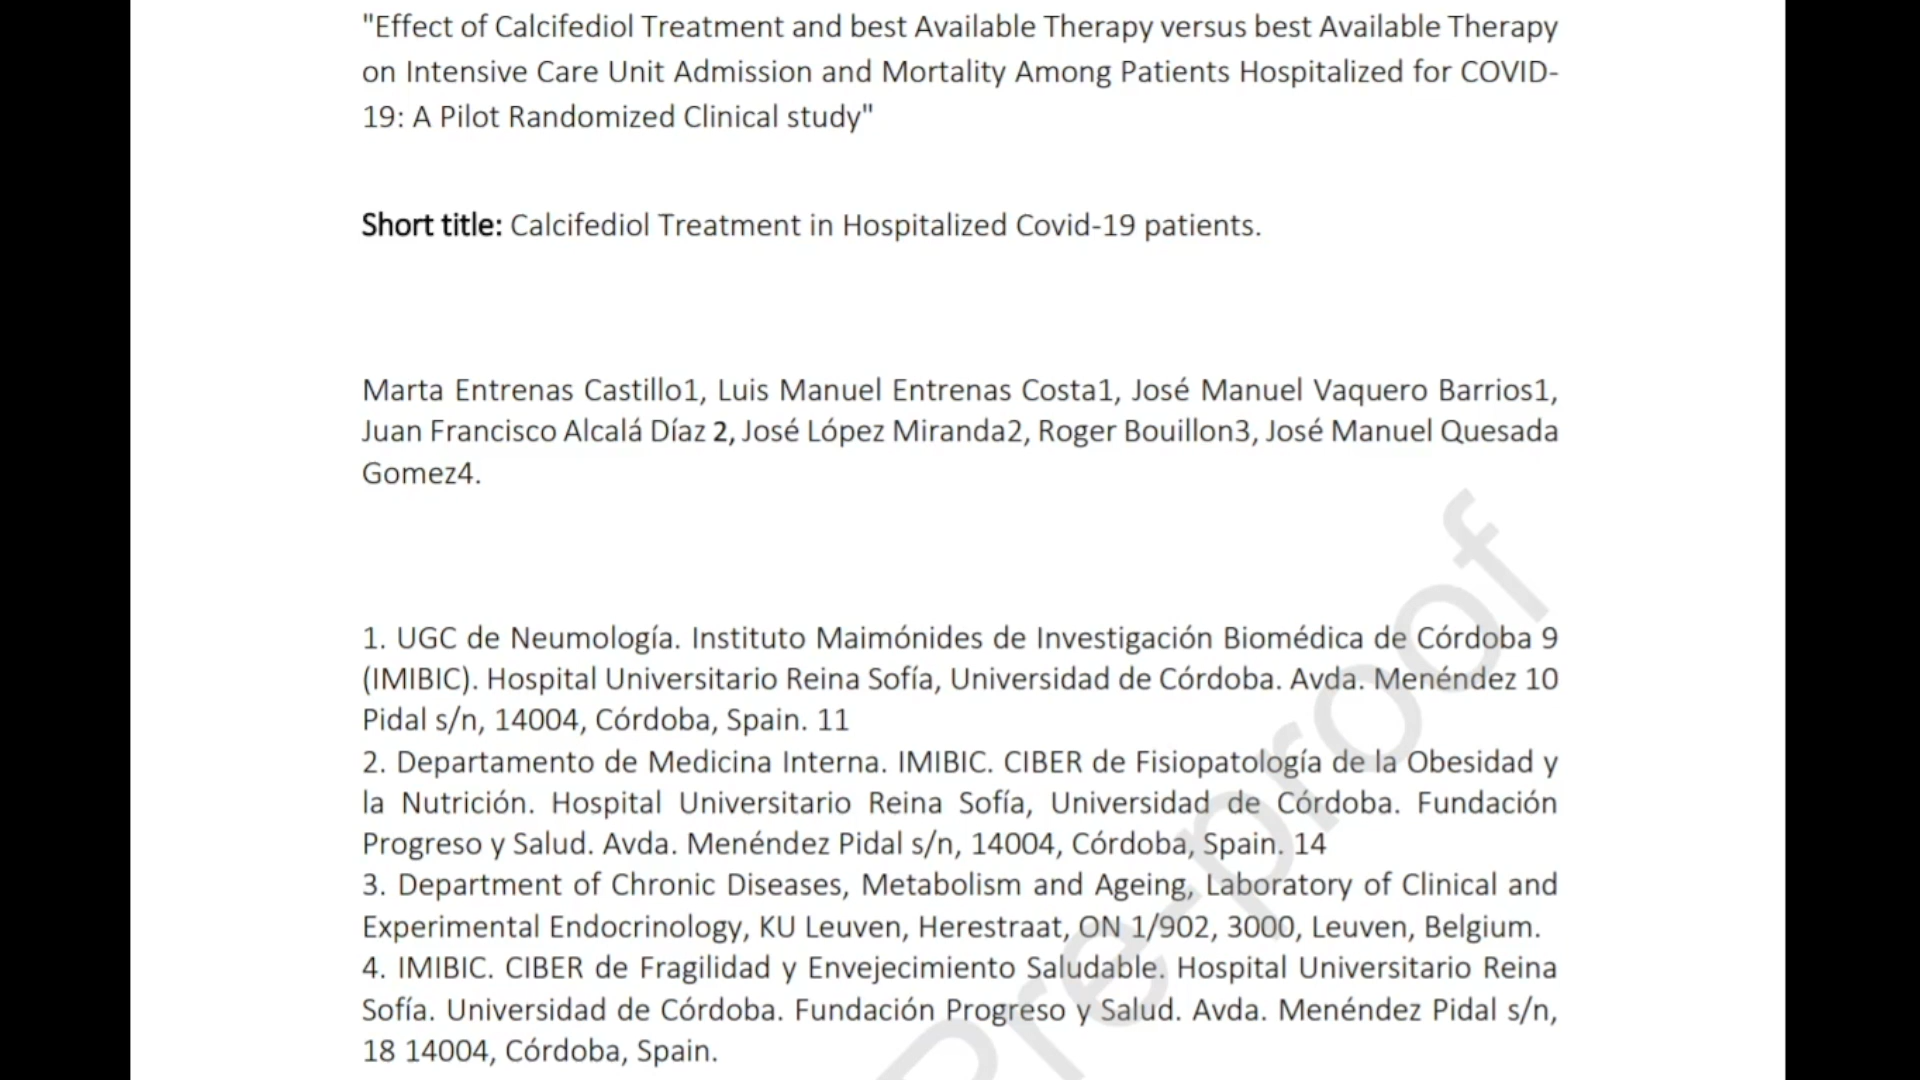 "Effect of Calcifediol Treatment and best Available Therapy versus best Available Therapy
on Intensive Care Unit Admission and Mortality Among Patients Hospitalized for COVID-
19: A Pilot Randomized Clinical study"
Short title: Calcifediol Treatment in Hospitalized Covid-19 patients.
Marta Entrenas Castillo1, Luis Manuel Entrenas Costa1, José Manuel Vaquero Barrios1,
Juan Francisco Alcalá Díaz 2, José López Miranda2, Roger Bouillon3, José Manuel Quesada
Gomez4.
1. UGC de Neumología. Instituto Maimónides de Investigación Biomédica de Córdoba 9
(IMIBIC). Hospital Universitario Reina Sofía, Universidad de Córdoba. Avda. Menéndez 10
Pidal s/n, 14004, Córdoba, Spain. 11
2. Departamento de Medicina Interna. IMIBIC. CIBER de Fisiopatología de la Obesidad y
la Nutrición. Hospital Universitario Reina Sofía, Universidad de Córdoba. Fundación
Progreso y Salud. Avda. Menéndez Pidal s/n, 14004, Córdoba, Spain. 14
3. Department of Chronic Diseases, Metabolism and Ageing, Laboratory of Clinical and
Experimental Endocrinology, KU Leuven, Herestraat, ON 1/902, 3000, Leuven, Belgium.
4. IMIBIC. CIBER de Fragilidad y Envejecimiento Saludable. Hospital Universitario Reina
Sofía. Universidad de Córdoba. Fundación Progreso y Salud. Avda. Menéndez Pidal s/n,
18 14004, Córdoba, Spain.
Pre-proof